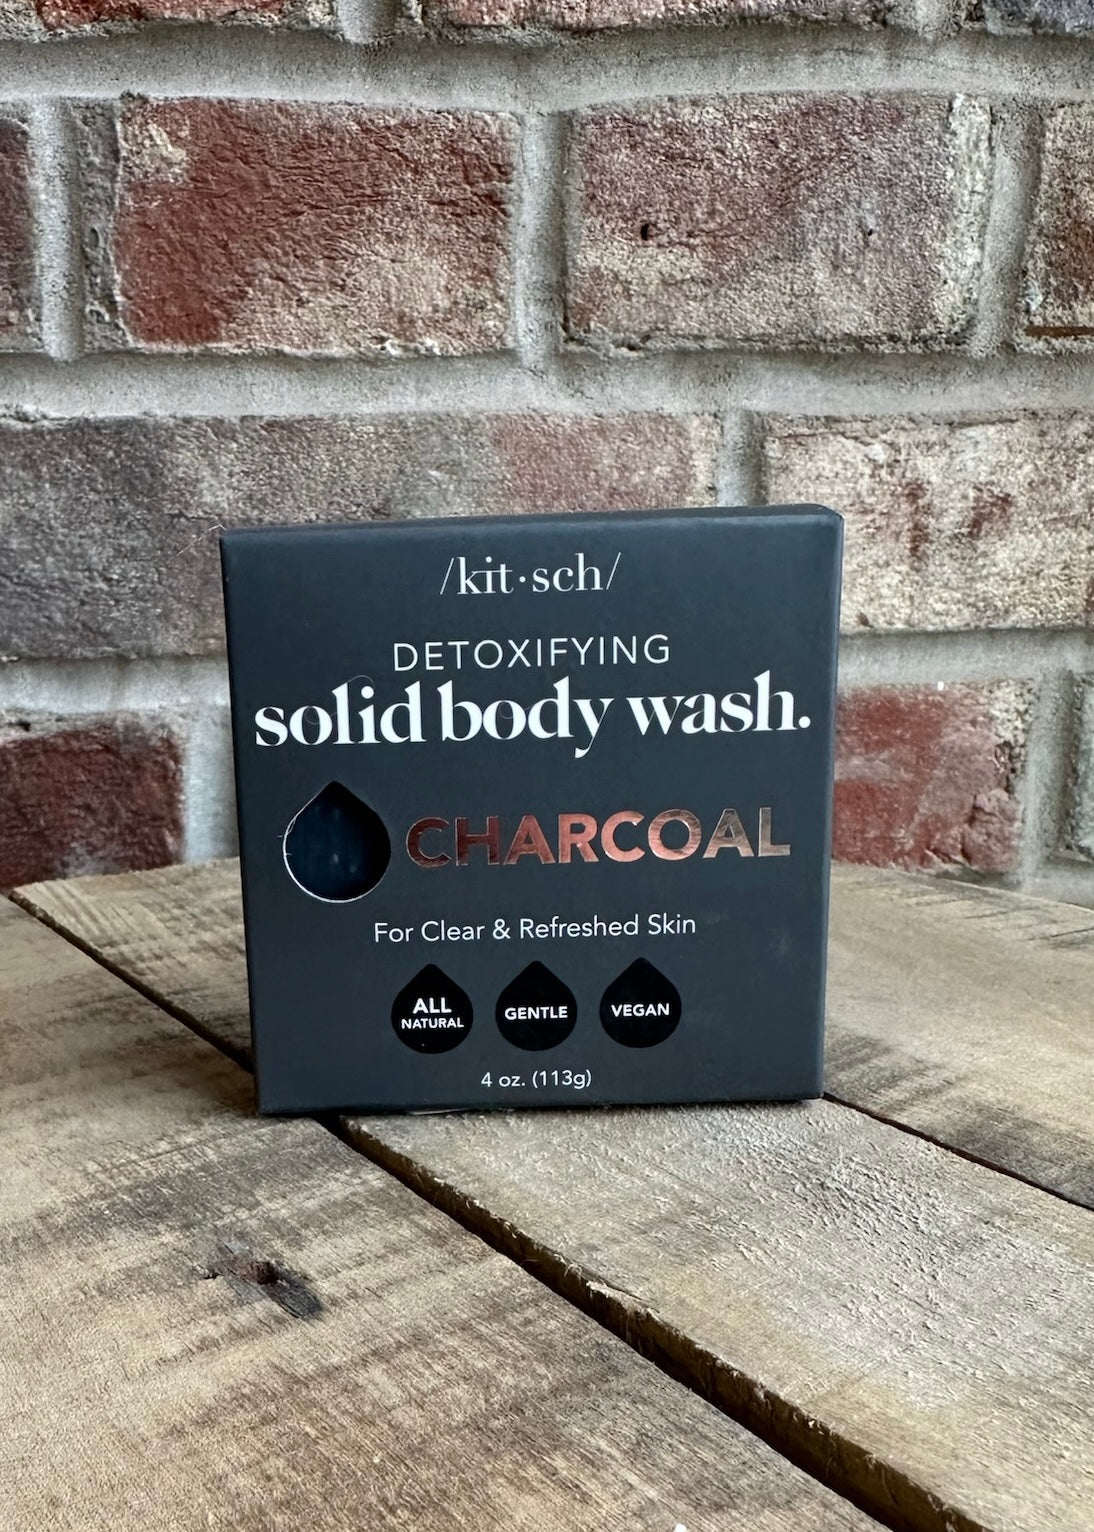 /kit·sch/
DETOXIFYING
solid body wash.
CHARCOAL
For Clear & Refreshed Skin
ALL
NATURAL
GENTLE
VEGAN
4 oz. (113g)